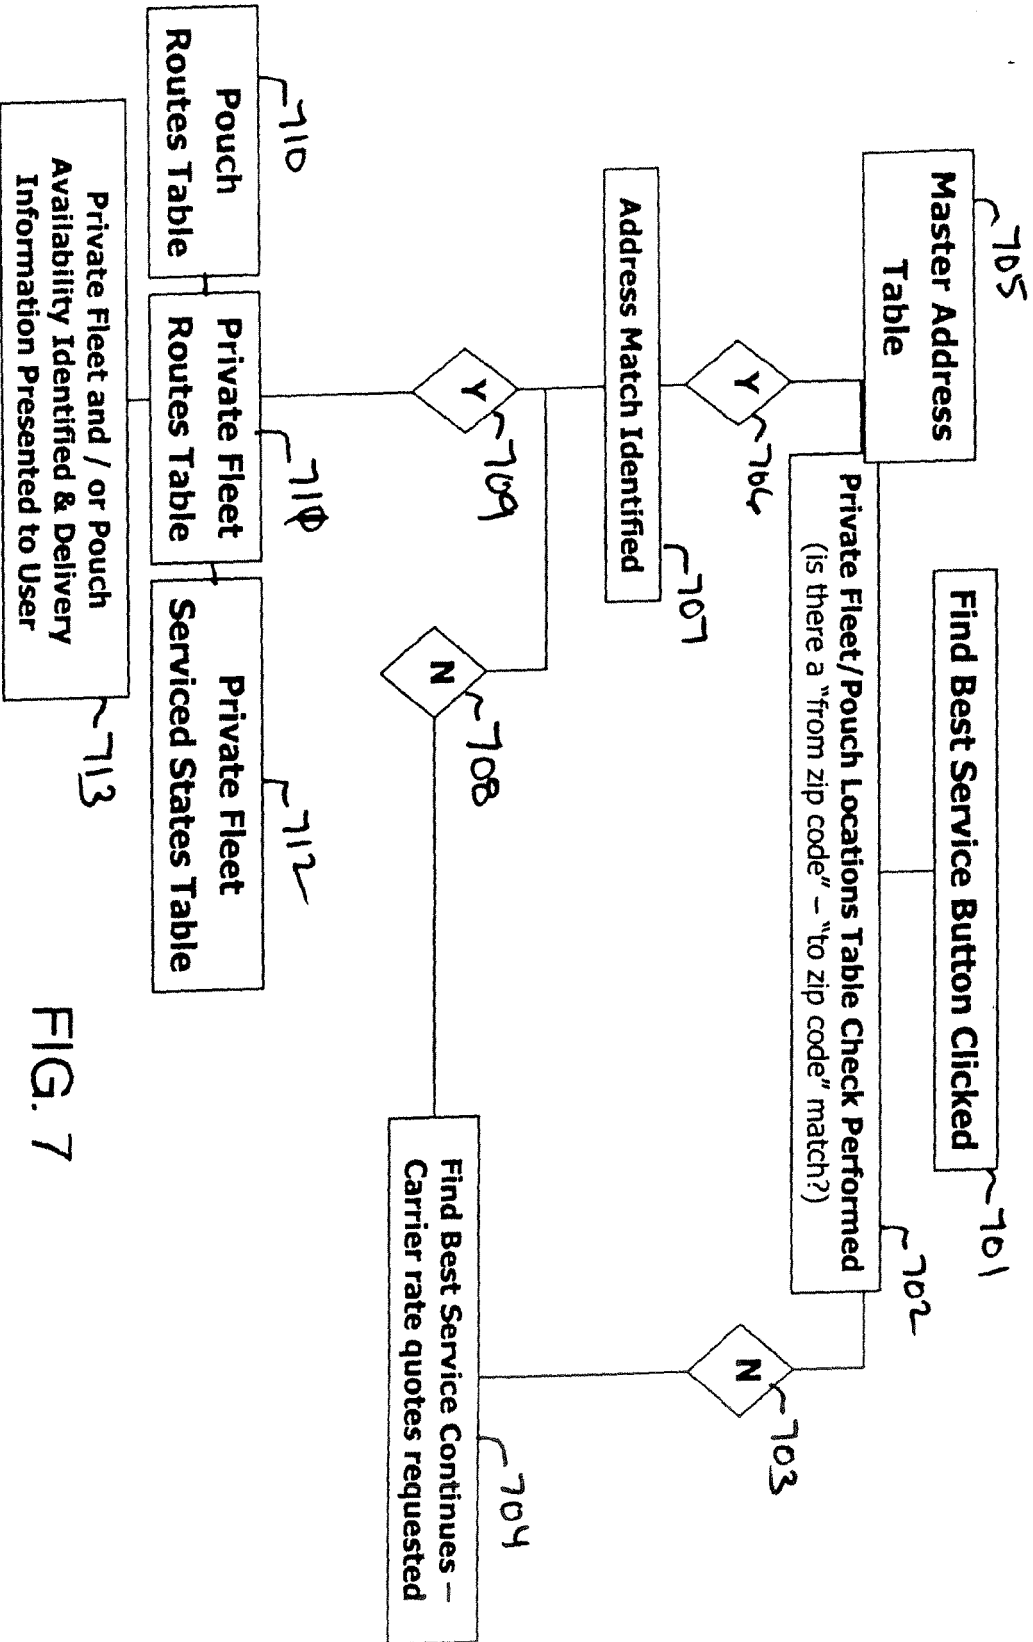 Find Best Service Button Clicked
701
Master Address
Table
705
Private Fleet/Pouch Locations Table Check Performed
(is there a "from zip code" – "to zip code" match?)
702
Y
706
N
703
Address Match Identified
707
Y
709
N
708
Find Best Service Continues –
Carrier rate quotes requested
704
Pouch
Routes Table
710
Private Fleet
Routes Table
Private Fleet
Serviced States Table
712
Private Fleet and / or Pouch
Availability Identified & Delivery
Information Presented to User
713
FIG. 7